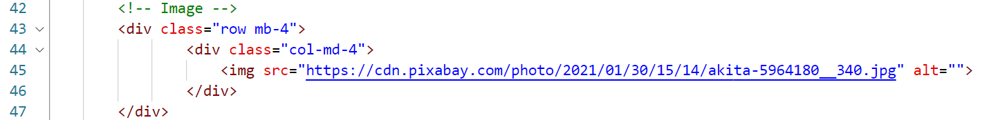 42 <!-- Image -->
43 <div class="row mb-4">
44 <div class="col-md-4">
45 <img src="https://cdn.pixabay.com/photo/2021/01/30/15/14/akita-5964180__340.jpg" alt="">
46 </div>
47 </div>